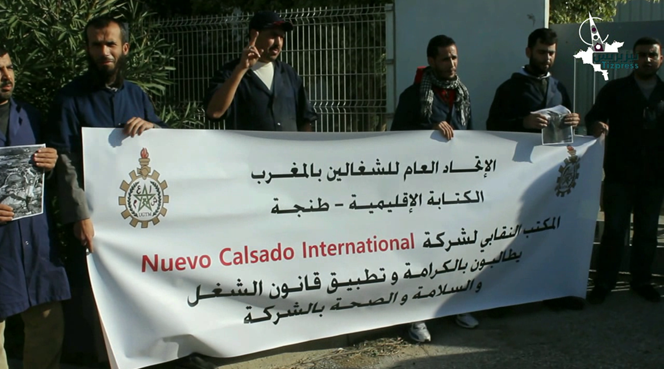 الإتحاد العام للشغالين بالمغرب
الكتابة الإقليمية - طنجة
المكتب النقابي لشركة Nuevo Calsado International
يطالبون بالكرامة و تطبيق قانون الشغل
و السلامة و الصحة بالشركة
UGTM